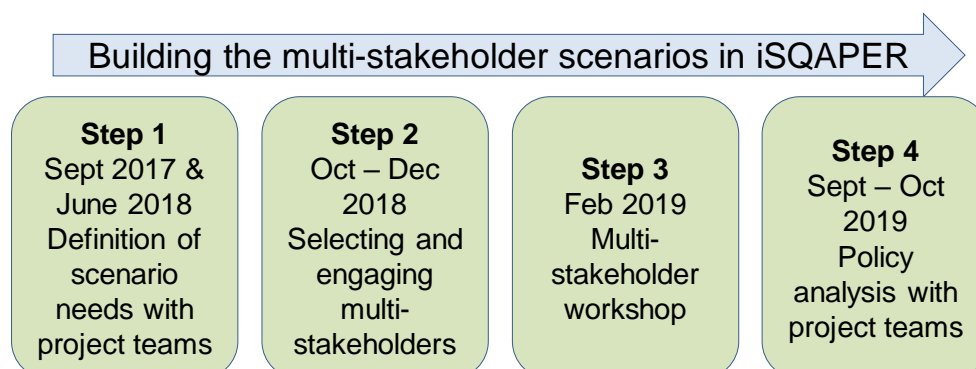 Building the multi-stakeholder scenarios in iSQAPER
Step 1
Sept 2017 &
June 2018
Definition of
scenario
needs with
project teams
Step 2
Oct – Dec
2018
Selecting and
engaging
multi-
stakeholders
Step 3
Feb 2019
Multi-
stakeholder
workshop
Step 4
Sept – Oct
2019
Policy
analysis with
project teams